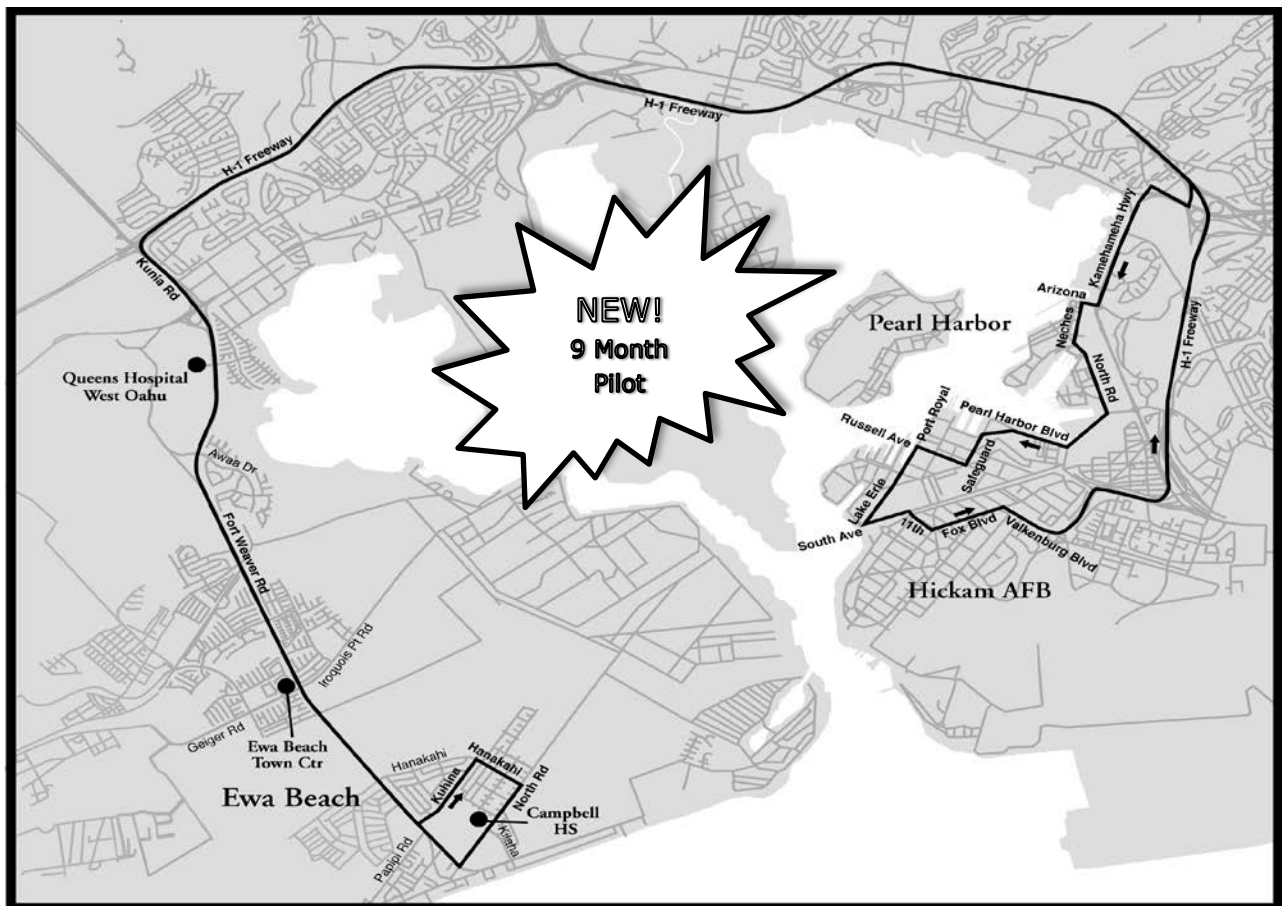 H-1 Freeway
H-1 Freeway
H-1 Freeway
Kunia Rd
Kamehameha Hwy
NEW!
9 Month
Pilot
Arizona
Pearl Harbor
Neches
North Rd
H-1 Freeway
Queens Hospital
West Oahu
Russell Ave
Port Royal
Pearl Harbor Blvd
Safeguard
Awaa Dr
Fort Weaver Rd
Lake Erie
South Ave
11th
Fox Blvd
Valkenburg Blvd
Hickam AFB
Iroquois Pt Rd
Geiger Rd
Ewa Beach
Town Ctr
Ewa Beach
Hanakahi
Hanakahi
Kuhina
North Rd
Campbell
HS
Kilaha
Papipi Rd